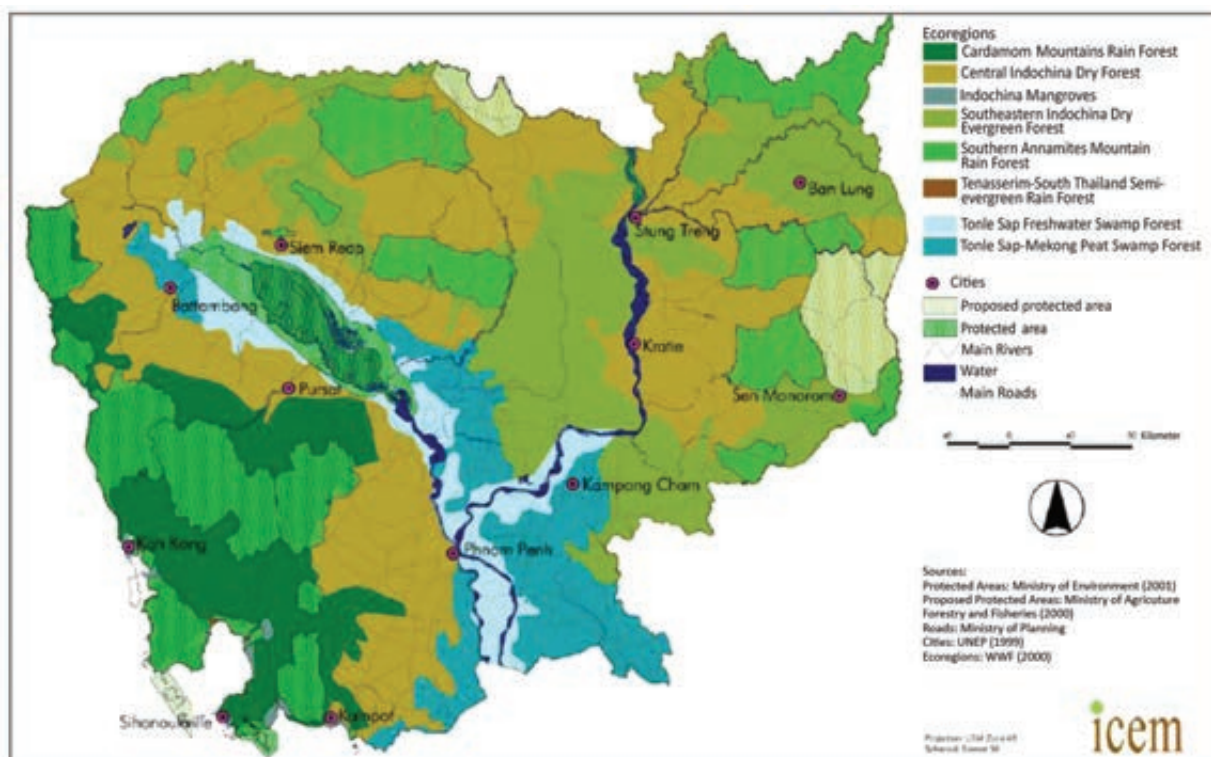 Ecoregions
Cardamom Mountains Rain Forest
Central Indochina Dry Forest
Indochina Mangroves
Southeastern Indochina Dry
Evergreen Forest
Southern Annamites Mountain
Rain Forest
Tenasserim-South Thailand Semi-
evergreen Rain Forest
Tonle Sap Freshwater Swamp Forest
Tonle Sap-Mekong Peat Swamp Forest
Cities
Proposed protected area
Protected area
Main Rivers
Water
Main Roads
Kilometer
Sources:
Protected Areas: Ministry of Environment (2001)
Proposed Protected Areas: Ministry of Agricuture
Forestry and Fisheries (2000)
Roads: Ministry of Planning
Cities: UNEP (1999)
Ecoregions: WWF (2000)
icem
Ban Lung
Stung Treng
Siem Reap
Battambang
Kratie
Pursat
Sen Monorom
Kampong Cham
Phnom Penh
Koh Kong
Sihanoukville
Kampot